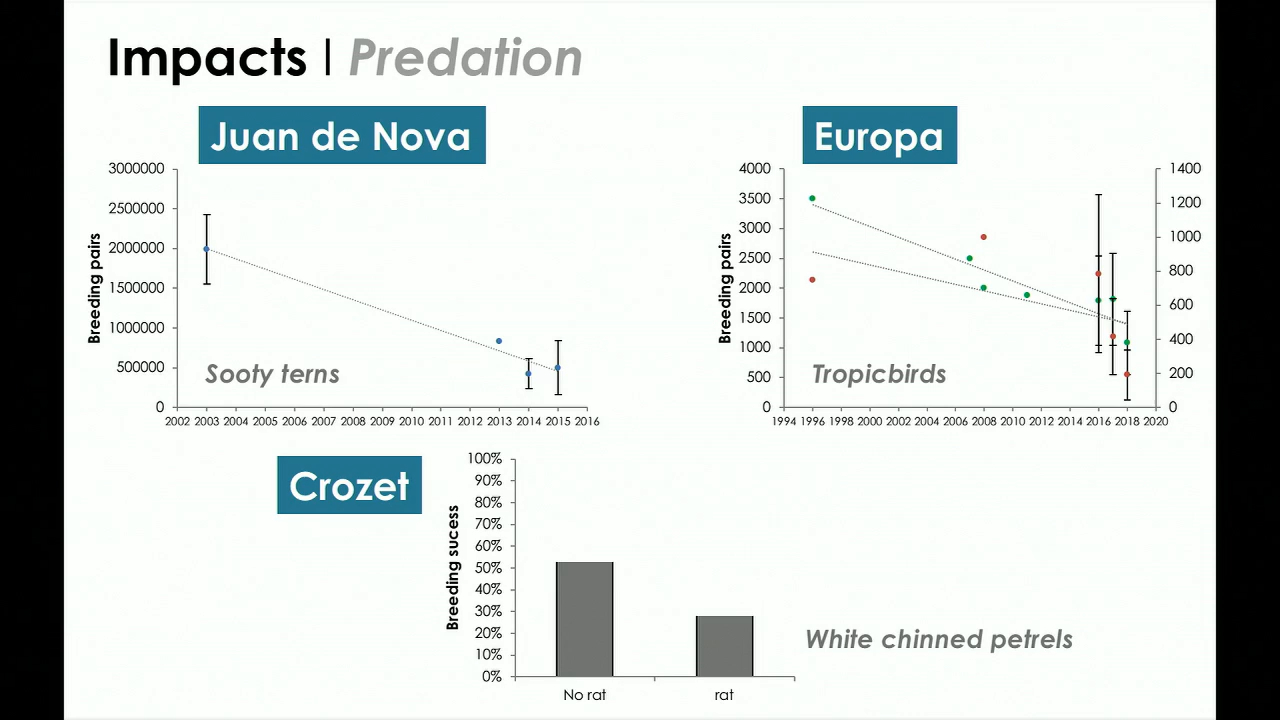 Impacts | Predation
Juan de Nova
3000000
2500000
2000000
1500000
1000000
500000
0
Breeding pairs
Sooty terns
2002 2003 2004 2005 2006 2007 2008 2009 2010 2011 2012 2013 2014 2015 2016
Europa
4000
3500
3000
2500
2000
1500
1000
500
0
Breeding pairs
Tropicbirds
1400
1200
1000
800
600
400
200
0
1994 1996 1998 2000 2002 2004 2006 2008 2010 2012 2014 2016 2018 2020
Crozet
100%
90%
80%
70%
60%
50%
40%
30%
20%
10%
0%
Breeding sucess
No rat rat
White chinned petrels